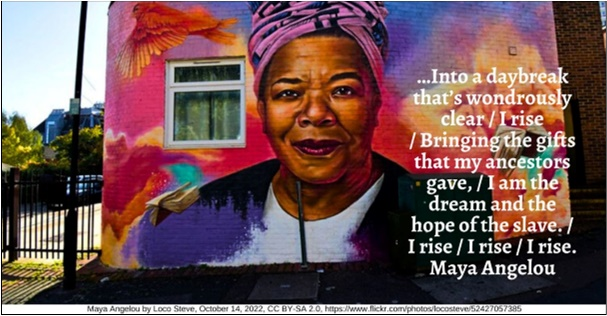 ...Into a daybreak
that's wondrously
clear / I rise
/ Bringing the gifts
that my ancestors
gave, / I am the
dream and the
hope of the slave. /
I rise / I rise / I rise.
Maya Angelou
Maya Angelou by Loco Steve, October 14, 2022, CC BY-SA 2.0, https://www.flickr.com/photos/locosteve/52427057385